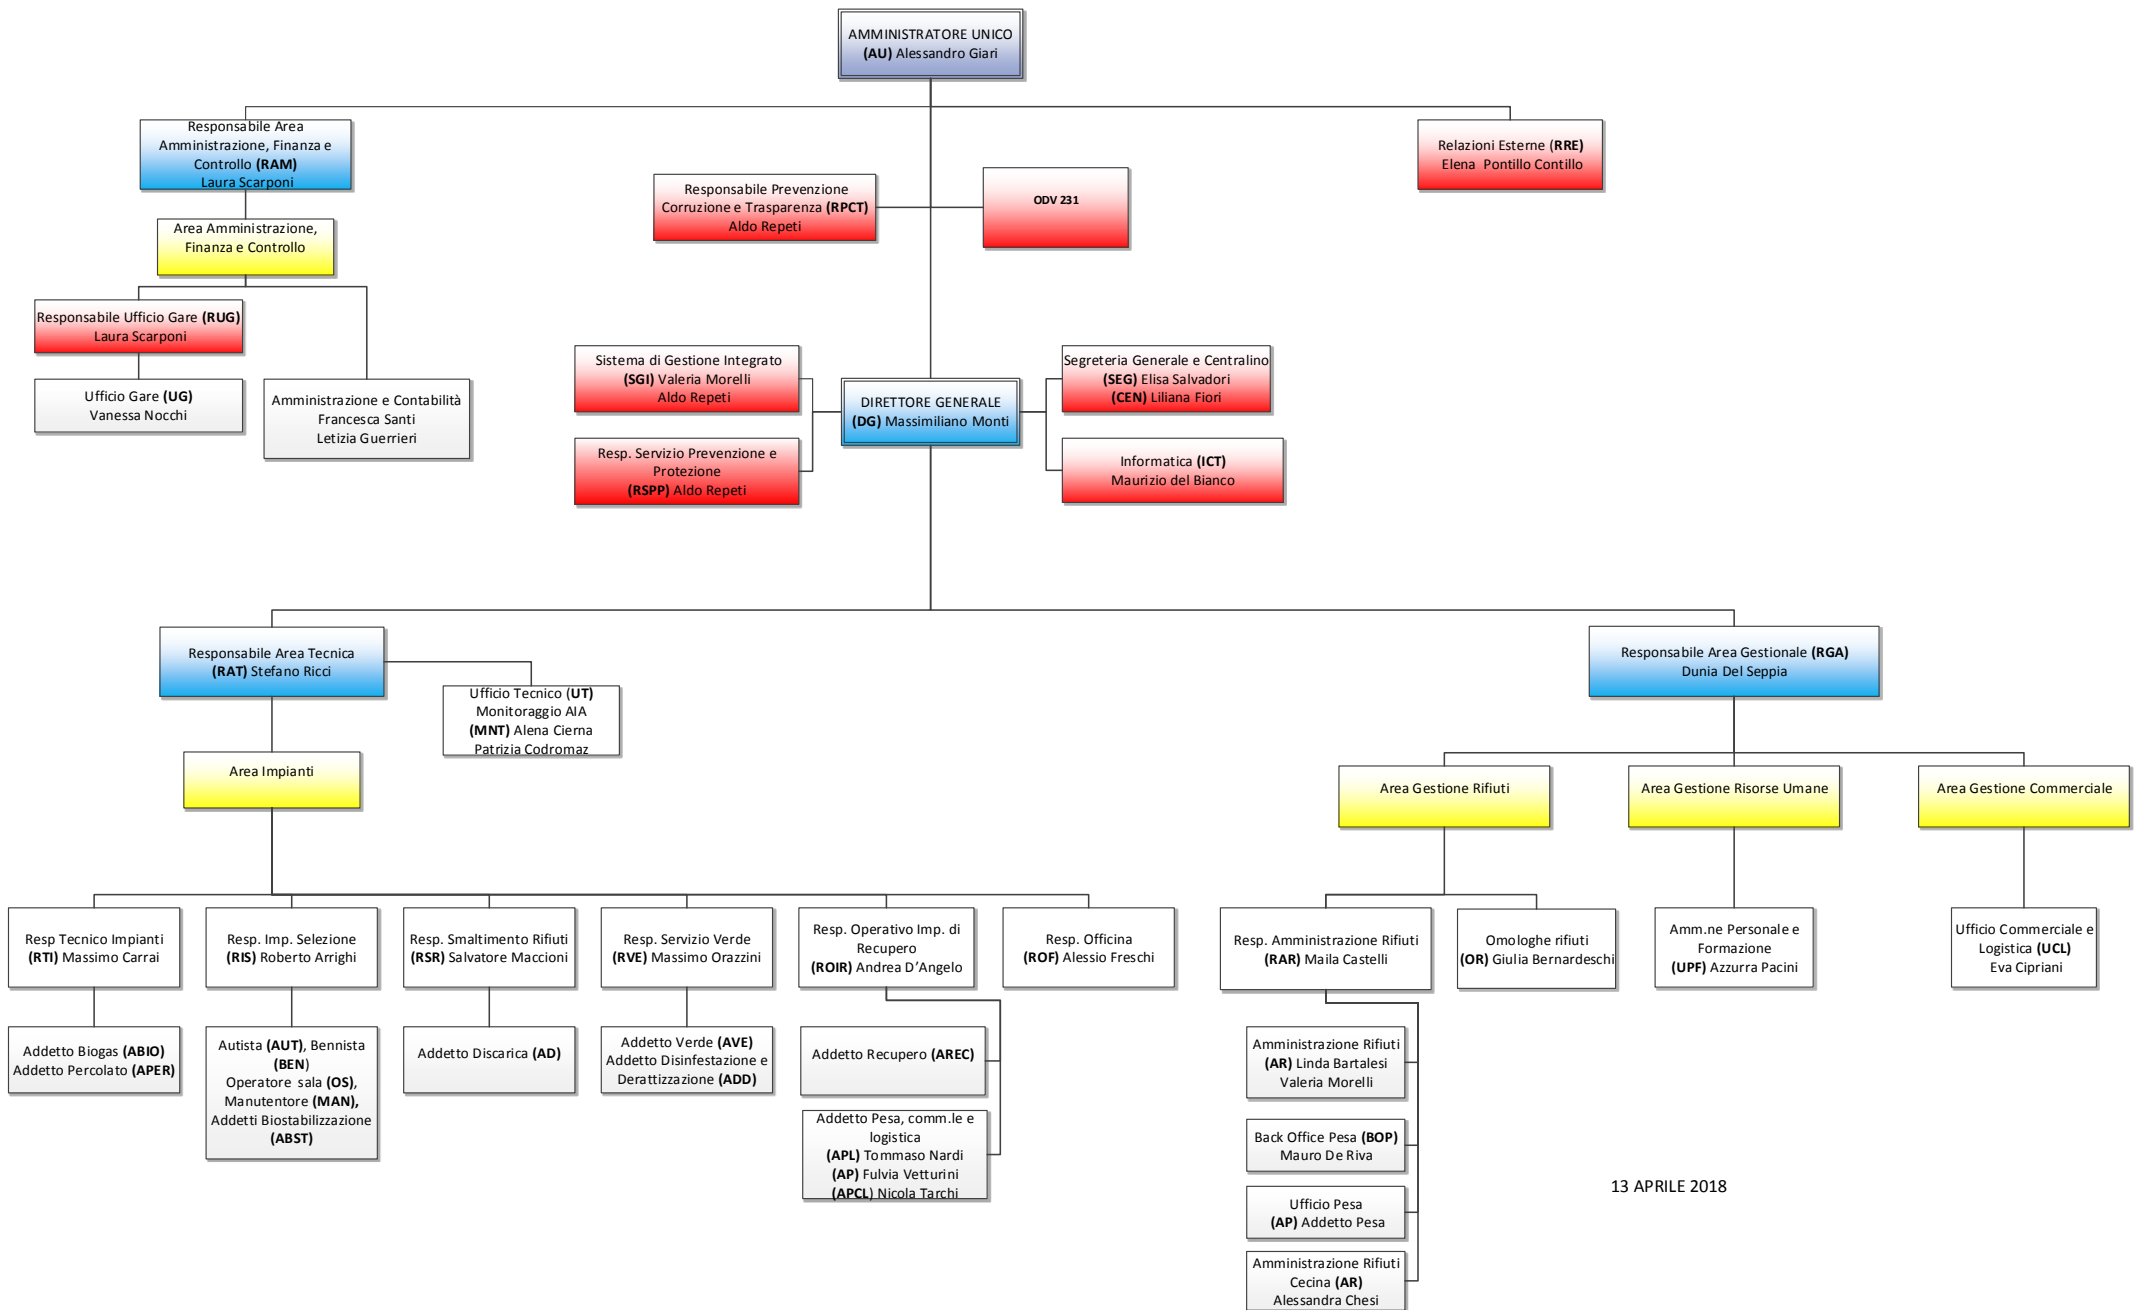 AMMINISTRATORE UNICO
(AU) Alessandro Giari
Responsabile Area
Amministrazione, Finanza e
Controllo (RAM)
Laura Scarponi
Relazioni Esterne (RRE)
Elena Pontillo Contillo
Responsabile Prevenzione
Corruzione e Trasparenza (RPCT)
Aldo Repeti
ODV 231
Area Amministrazione,
Finanza e Controllo
Responsabile Ufficio Gare (RUG)
Laura Scarponi
Ufficio Gare (UG)
Vanessa Nocchi
Amministrazione e Contabilità
Francesca Santi
Letizia Guerrieri
Sistema di Gestione Integrato
(SGI) Valeria Morelli
Aldo Repeti
DIRETTORE GENERALE
(DG) Massimiliano Monti
Segreteria Generale e Centralino
(SEG) Elisa Salvadori
(CEN) Liliana Fiori
Resp. Servizio Prevenzione e
Protezione
(RSPP) Aldo Repeti
Informatica (ICT)
Maurizio del Bianco
Responsabile Area Tecnica
(RAT) Stefano Ricci
Ufficio Tecnico (UT)
Monitoraggio AIA
(MNT) Alena Cierna
Patrizia Codromaz
Responsabile Area Gestionale (RGA)
Dunia Del Seppia
Area Impianti
Area Gestione Rifiuti
Area Gestione Risorse Umane
Area Gestione Commerciale
Resp Tecnico Impianti
(RTI) Massimo Carrai
Resp. Imp. Selezione
(RIS) Roberto Arrighi
Resp. Smaltimento Rifiuti
(RSR) Salvatore Maccioni
Resp. Servizio Verde
(RVE) Massimo Orazzini
Resp. Operativo Imp. di
Recupero
(ROIR) Andrea D’Angelo
Resp. Officina
(ROF) Alessio Freschi
Resp. Amministrazione Rifiuti
(RAR) Maila Castelli
Omologhe rifiuti
(OR) Giulia Bernardeschi
Amm.ne Personale e
Formazione
(UPF) Azzurra Pacini
Ufficio Commerciale e
Logistica (UCL)
Eva Cipriani
Addetto Biogas (ABIO)
Addetto Percolato (APER)
Autista (AUT), Bennista
(BEN)
Operatore sala (OS),
Manutentore (MAN),
Addetti Biostabilizzazione
(ABST)
Addetto Discarica (AD)
Addetto Verde (AVE)
Addetto Disinfestazione e
Derattizzazione (ADD)
Addetto Recupero (AREC)
Addetto Pesa, comm.le e
logistica
(APL) Tommaso Nardi
(AP) Fulvia Vetturini
(APCL) Nicola Tarchi
Amministrazione Rifiuti
(AR) Linda Bartalesi
Valeria Morelli
Back Office Pesa (BOP)
Mauro De Riva
Ufficio Pesa
(AP) Addetto Pesa
Amministrazione Rifiuti
Cecina (AR)
Alessandra Chesi
13 APRILE 2018